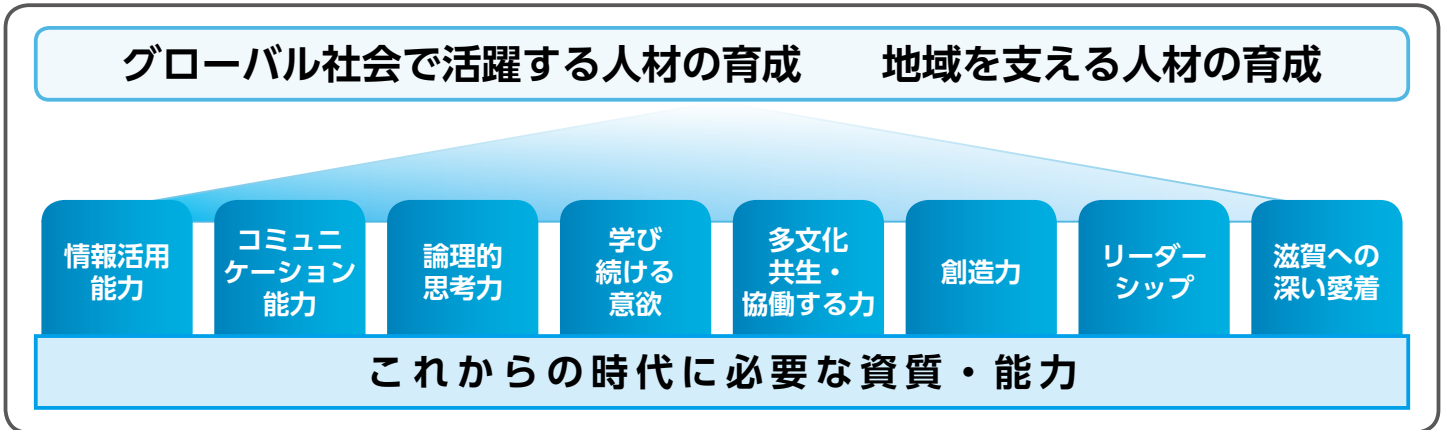 グローバル社会で活躍する人材の育成　　地域を支える人材の育成
情報活用
能力
コミュニ
ケーション
能力
論理的
思考力
学び
続ける
意欲
多文化
共生・
協働する力
創造力
リーダー
シップ
滋賀への
深い愛着
これからの時代に必要な資質・能力